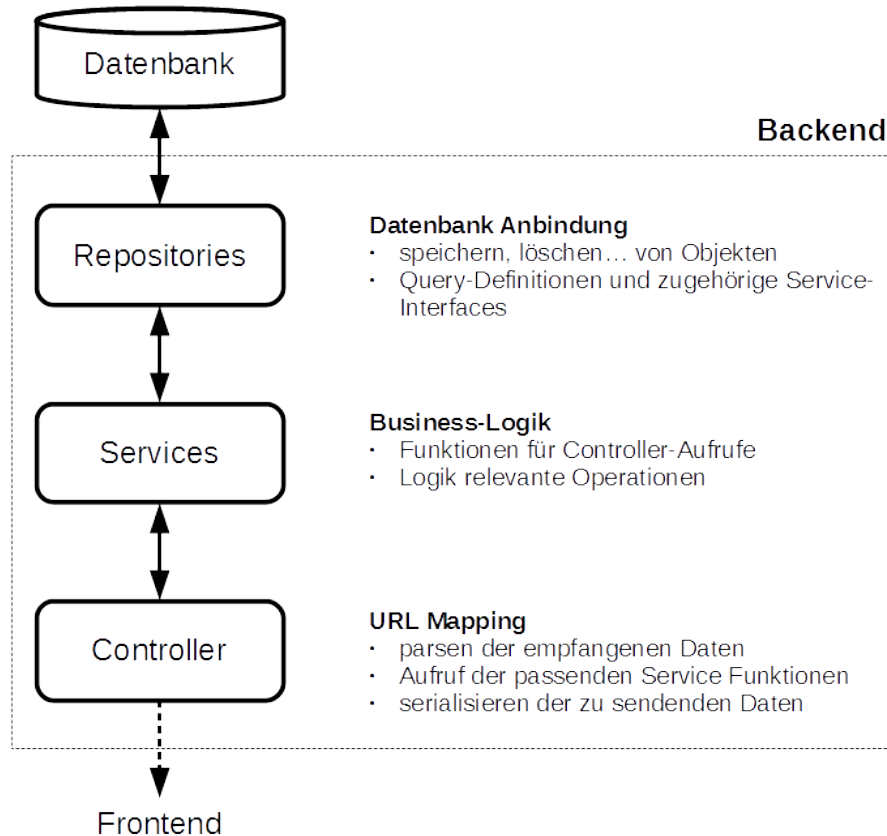 Datenbank
Backend
Repositories
Datenbank Anbindung
· speichern, löschen… von Objekten
· Query-Definitionen und zugehörige Service-
Interfaces
Services
Business-Logik
· Funktionen für Controller-Aufrufe
· Logik relevante Operationen
Controller
URL Mapping
· parsen der empfangenen Daten
· Aufruf der passenden Service Funktionen
· serialisieren der zu sendenden Daten
Frontend